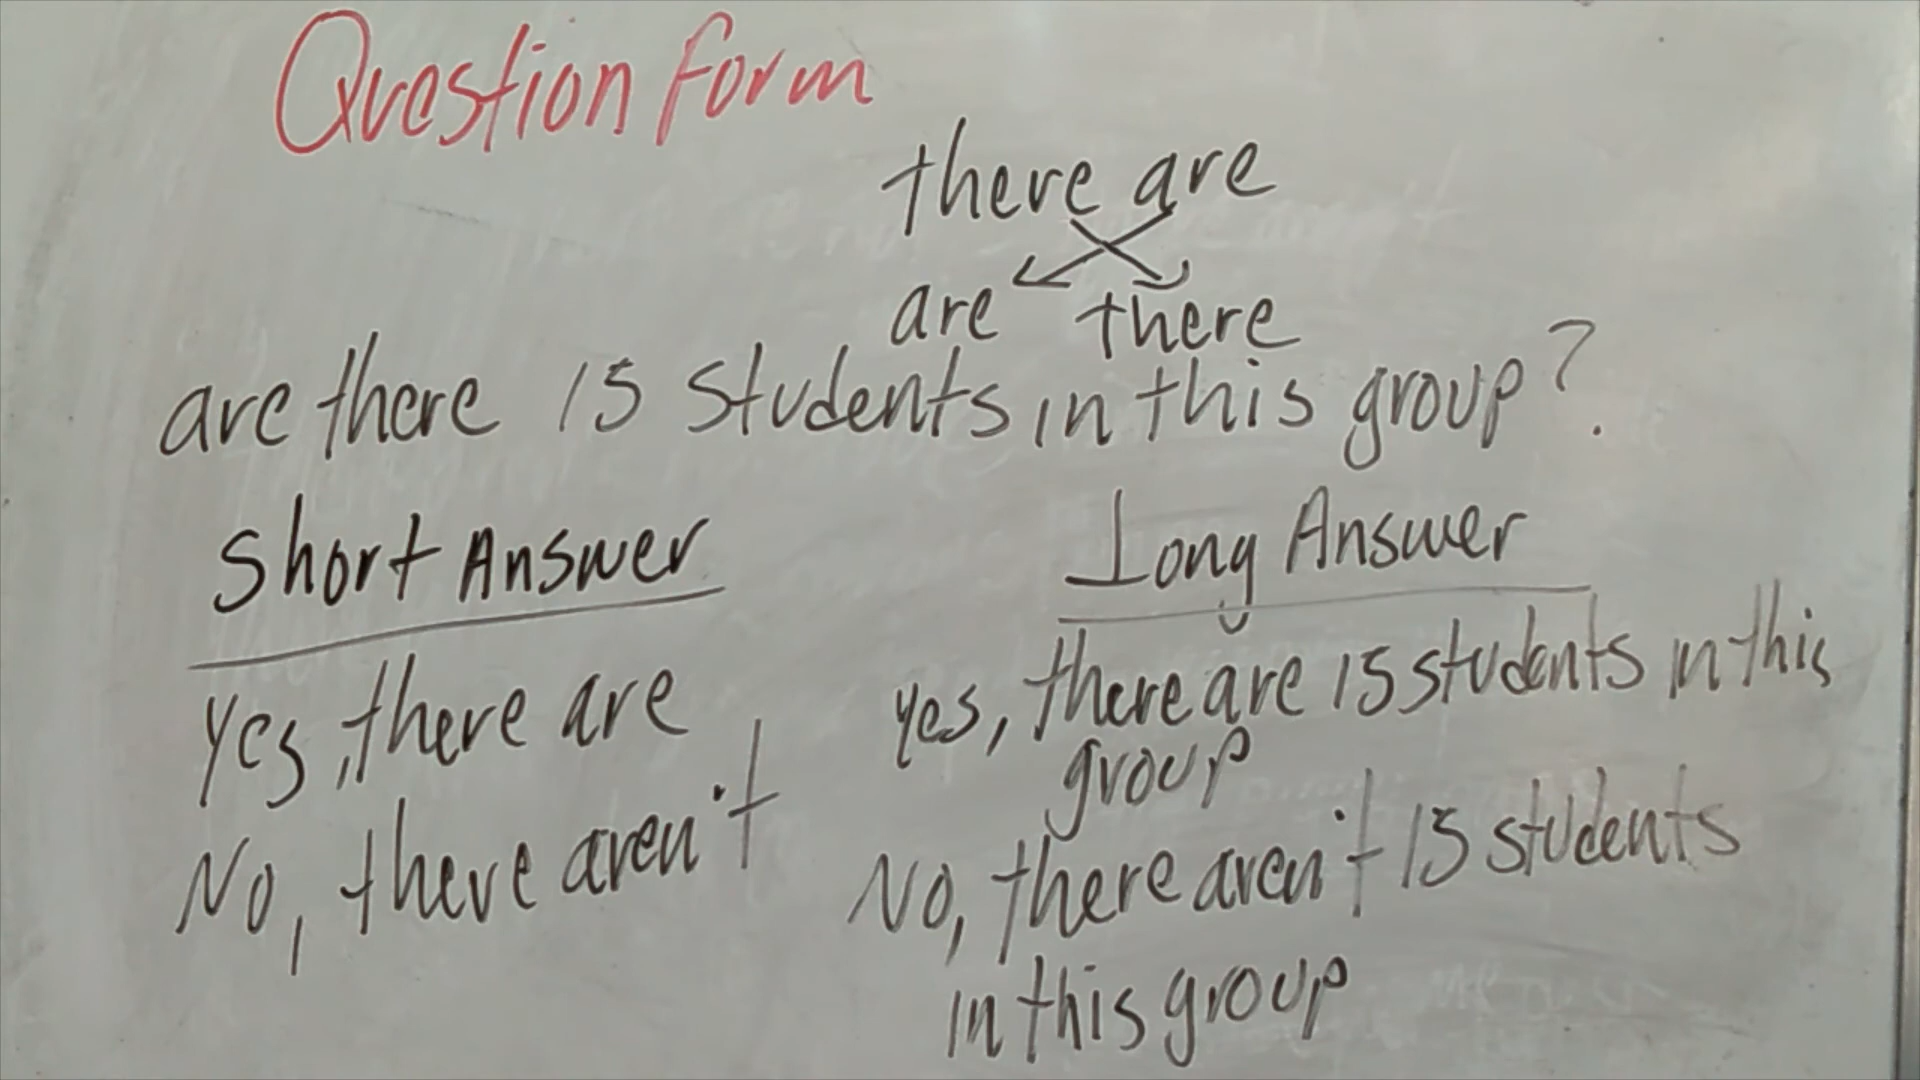 Question form
there are
are there
are there 15 students in this group?
Short Answer
Long Answer
Yes, there are
No, there aren't
yes, there are 15 students in this
group
No, there aren't 15 students
in this group